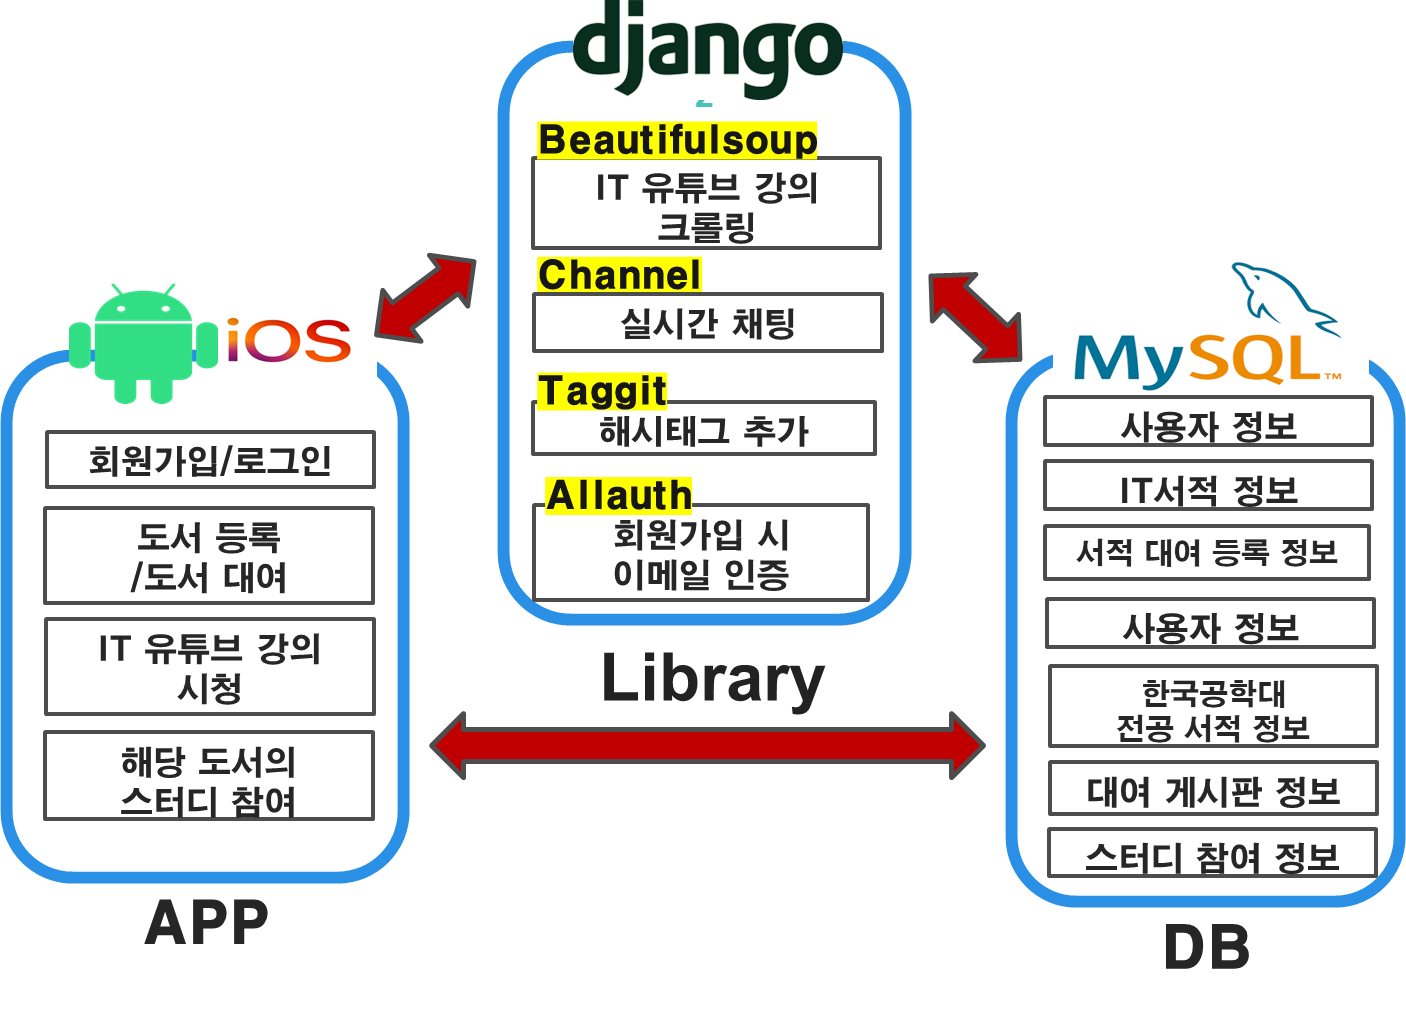 django
Beautifulsoup
IT 유튜브 강의
크롤링
Channel
실시간 채팅
Taggit
해시태그 추가
Allauth
회원가입 시
이메일 인증
Library
iOS
회원가입/로그인
도서 등록
/도서 대여
IT 유튜브 강의
시청
해당 도서의
스터디 참여
APP
MySQL™
사용자 정보
IT서적 정보
서적 대여 등록 정보
사용자 정보
한국공학대
전공 서적 정보
대여 게시판 정보
스터디 참여 정보
DB